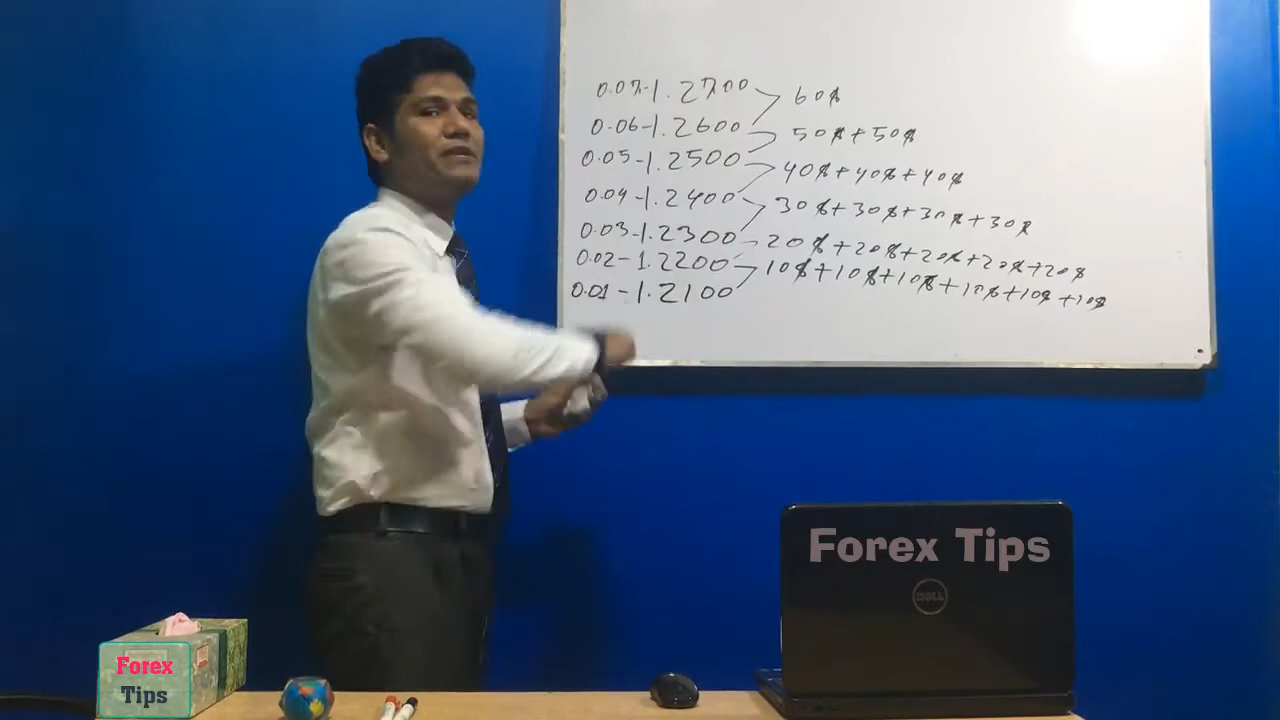 0.07-1.2700 > 60$
0.06-1.2600 > 50$+50$
0.05-1.2500 > 40$+40$+40$
0.04-1.2400 > 30$+30$+30$+30$
0.03-1.2300 > 20$+20$+20$+20$+20$
0.02-1.2200 > 10$+10$+10$+10$+10$+10$
0.01-1.2100
Forex Tips
DELL
Forex
Tips